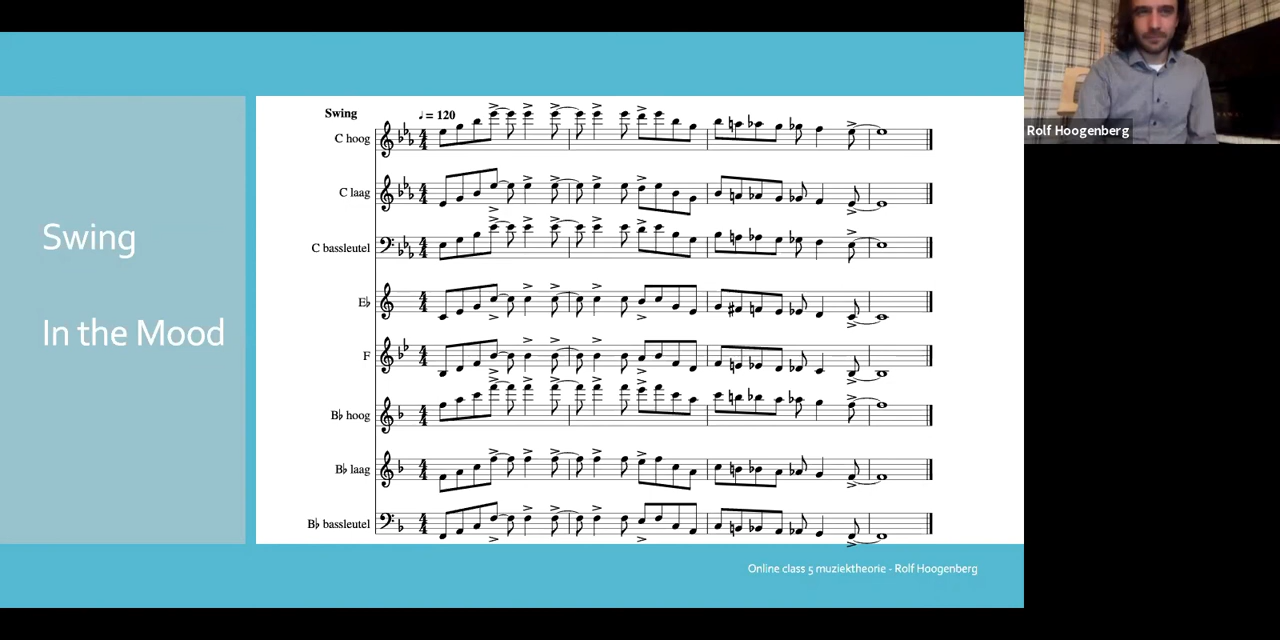 Swing
In the Mood
Swing
♩ = 120
C hoog
C laag
C bassleutel
E♭
F
B♭ hoog
B♭ laag
B♭ bassleutel
Online class 5 muziektheorie - Rolf Hoogenberg
Rolf Hoogenberg